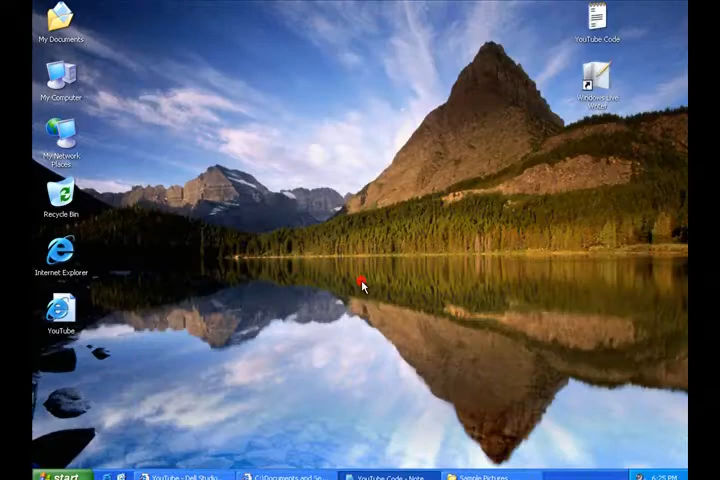 My Documents
My Computer
My Network
Places
Recycle Bin
Internet Explorer
YouTube
YouTube Code
Windows Live
Writer
start
YouTube - Dell Studi...
C:\Documents and Se...
YouTube Code - Note...
Sample Pictures
6:25 PM